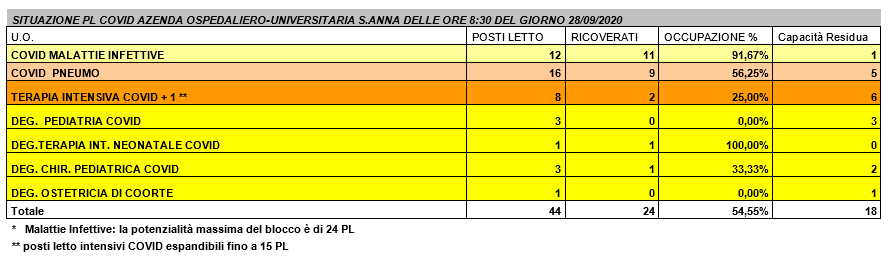 SITUAZIONE PL COVID AZENDA OSPEDALIERO-UNIVERSITARIA S.ANNA DELLE ORE 8:30 DEL GIORNO 28/09/2020
U.O. POSTI LETTO RICOVERATI OCCUPAZIONE % Capacità Residua
COVID MALATTIE INFETTIVE 12 11 91,67% 1
COVID PNEUMO 16 9 56,25% 5
TERAPIA INTENSIVA COVID + 1 ** 8 2 25,00% 6
DEG. PEDIATRIA COVID 3 0 0,00% 3
DEG.TERAPIA INT. NEONATALE COVID 1 1 100,00% 0
DEG. CHIR. PEDIATRICA COVID 3 1 33,33% 2
DEG. OSTETRICIA DI COORTE 1 0 0,00% 1
Totale 44 24 54,55% 18
* Malattie Infettive: la potenzialità massima del blocco è di 24 PL
** posti letto intensivi COVID espandibili fino a 15 PL